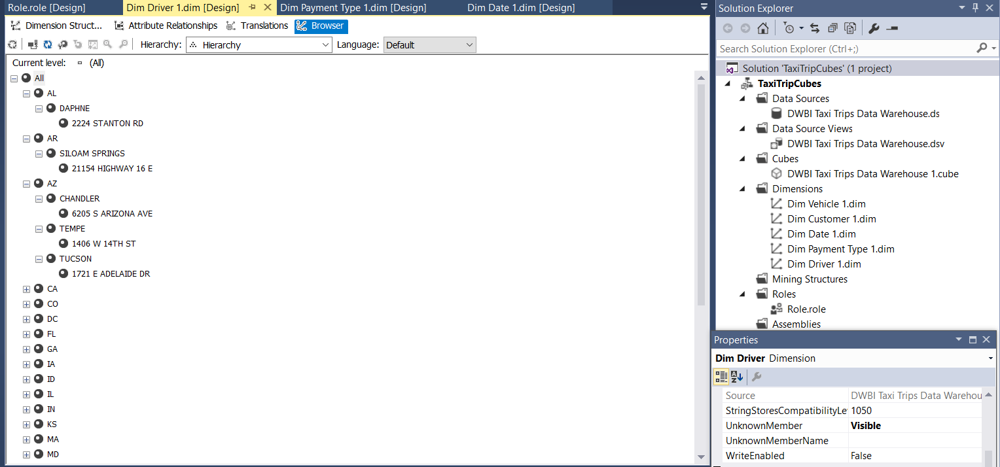 Role.role [Design]
Dim Driver 1.dim [Design]
Dim Payment Type 1.dim [Design]
Dim Date 1.dim [Design]
Dimension Struct...
Attribute Relationships
Translations
Browser
Hierarchy:
Hierarchy
Language:
Default
Current level:
(All)
All
AL
DAPHNE
2224 STANTON RD
AR
SILOAM SPRINGS
21154 HIGHWAY 16 E
AZ
CHANDLER
6205 S ARIZONA AVE
TEMPE
1406 W 14TH ST
TUCSON
1721 E ADELAIDE DR
CA
CO
DC
FL
GA
IA
ID
IL
IN
KS
MA
MD
Solution Explorer
Search Solution Explorer (Ctrl+;)
Solution 'TaxiTripCubes' (1 project)
TaxiTripCubes
Data Sources
DWBI Taxi Trips Data Warehouse.ds
Data Source Views
DWBI Taxi Trips Data Warehouse.dsv
Cubes
DWBI Taxi Trips Data Warehouse 1.cube
Dimensions
Dim Vehicle 1.dim
Dim Customer 1.dim
Dim Date 1.dim
Dim Payment Type 1.dim
Dim Driver 1.dim
Mining Structures
Roles
Role.role
Assemblies
Properties
Dim Driver Dimension
Source DWBI Taxi Trips Data Warehou
StringStoresCompatibilityLe 1050
UnknownMember Visible
UnknownMemberName
WriteEnabled False